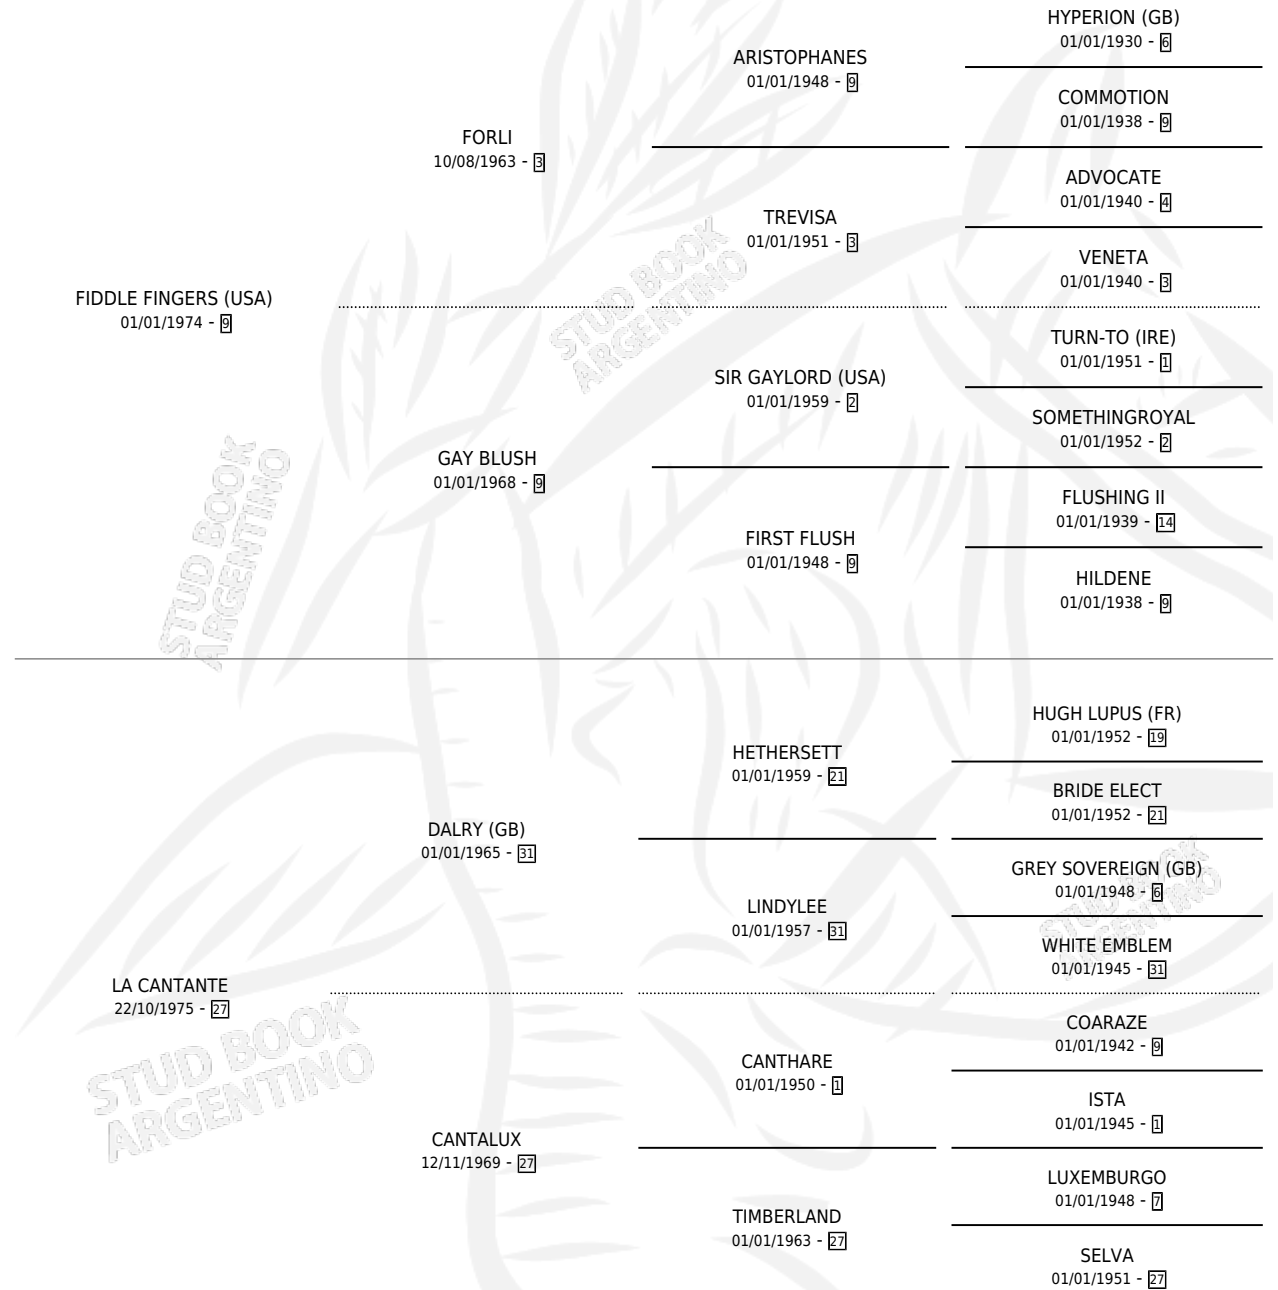 HYPERION (GB)
01/01/1930 - 6
ARISTOPHANES
01/01/1948 - 9
COMMOTION
01/01/1938 - 9
FORLI
10/08/1963 - 3
ADVOCATE
01/01/1940 - 4
TREVISA
01/01/1951 - 3
VENETA
01/01/1940 - 3
FIDDLE FINGERS (USA)
01/01/1974 - 9
TURN-TO (IRE)
01/01/1951 - 1
SIR GAYLORD (USA)
01/01/1959 - 2
SOMETHINGROYAL
01/01/1952 - 2
GAY BLUSH
01/01/1968 - 9
FLUSHING II
01/01/1939 - 14
FIRST FLUSH
01/01/1948 - 9
HILDENE
01/01/1938 - 9
HUGH LUPUS (FR)
01/01/1952 - 19
HETHERSETT
01/01/1959 - 21
BRIDE ELECT
01/01/1952 - 21
DALRY (GB)
01/01/1965 - 31
GREY SOVEREIGN (GB)
01/01/1948 - 6
LINDYLEE
01/01/1957 - 31
WHITE EMBLEM
01/01/1945 - 31
LA CANTANTE
22/10/1975 - 27
COARAZE
01/01/1942 - 9
CANTHARE
01/01/1950 - 1
ISTA
01/01/1945 - 1
CANTALUX
12/11/1969 - 27
LUXEMBURGO
01/01/1948 - 7
TIMBERLAND
01/01/1963 - 27
SELVA
01/01/1951 - 27
STUD BOOK
ARGENTINO
STUD BOOK
ARGENTINO
STUD BOOK
ARGENTINO
STUD BOOK
ARGENTINO